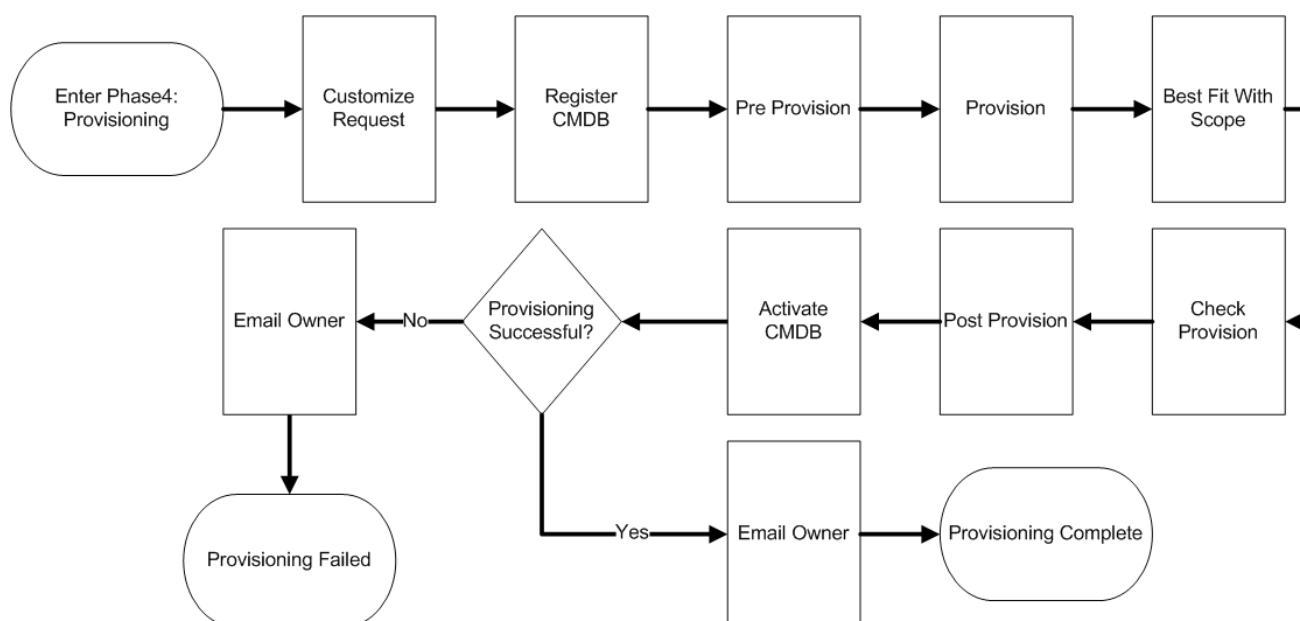 Enter Phase4:
Provisioning
Customize
Request
Register
CMDB
Pre Provision
Provision
Best Fit With
Scope
Check
Provision
Post Provision
Activate
CMDB
Provisioning
Successful?
No
Email Owner
Provisioning Failed
Yes
Email Owner
Provisioning Complete